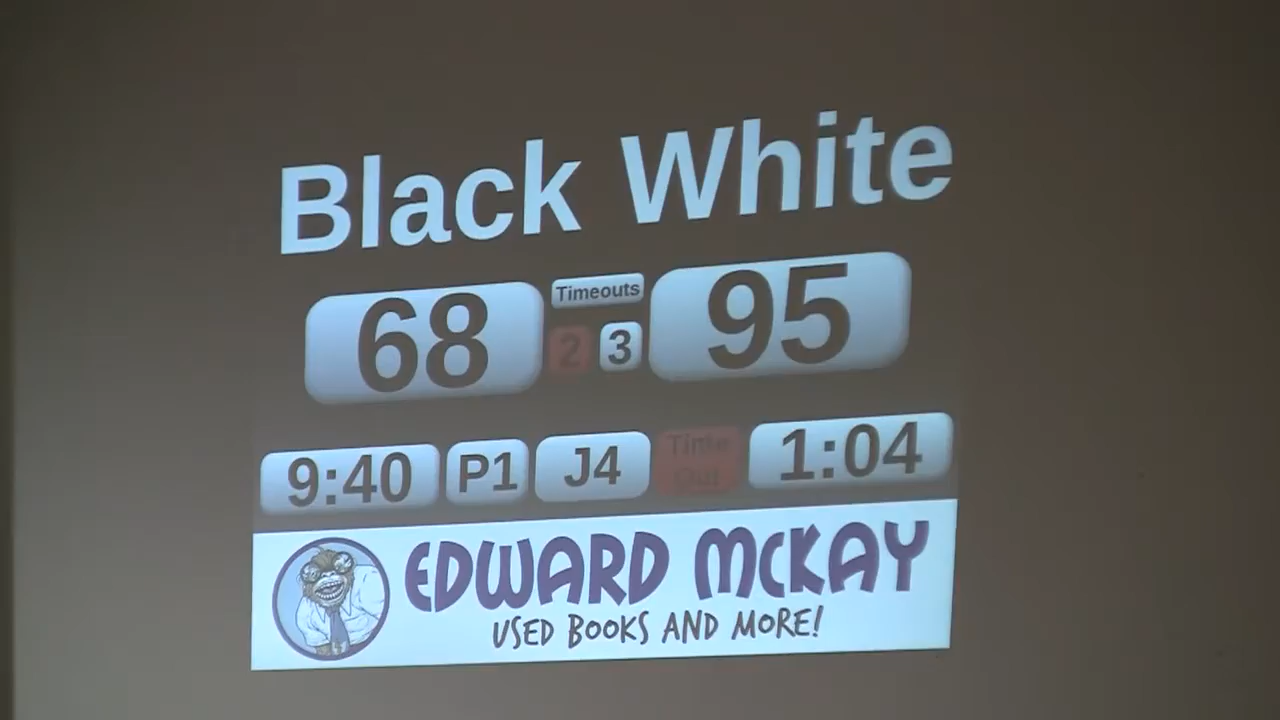 Black White
68 Timeouts 95
2 3
9:40 P1 J4 Time Out 1:04
EDWARD MCKAY
USED BOOKS AND MORE!